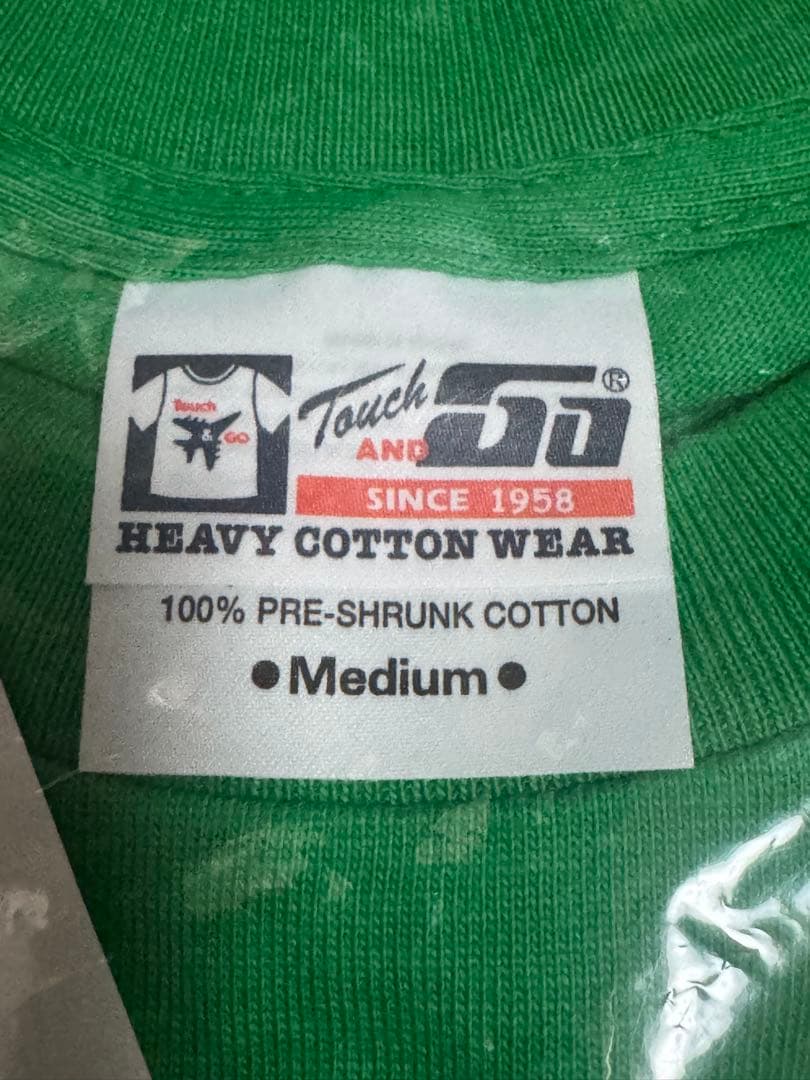 Touch
& GO
Touch
AND GO®
SINCE 1958
HEAVY COTTON WEAR
100% PRE-SHRUNK COTTON
•Medium•